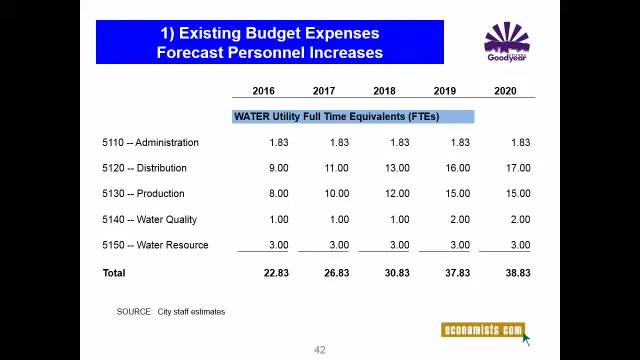 1) Existing Budget Expenses
Forecast Personnel Increases
Goodyear
2016 2017 2018 2019 2020
WATER Utility Full Time Equivalents (FTEs)
5110 -- Administration 1.83 1.83 1.83 1.83 1.83
5120 -- Distribution 9.00 11.00 13.00 16.00 17.00
5130 -- Production 8.00 10.00 12.00 15.00 15.00
5140 -- Water Quality 1.00 1.00 1.00 2.00 2.00
5150 -- Water Resource 3.00 3.00 3.00 3.00 3.00
Total 22.83 26.83 30.83 37.83 38.83
SOURCE: City staff estimates
economists.com
42